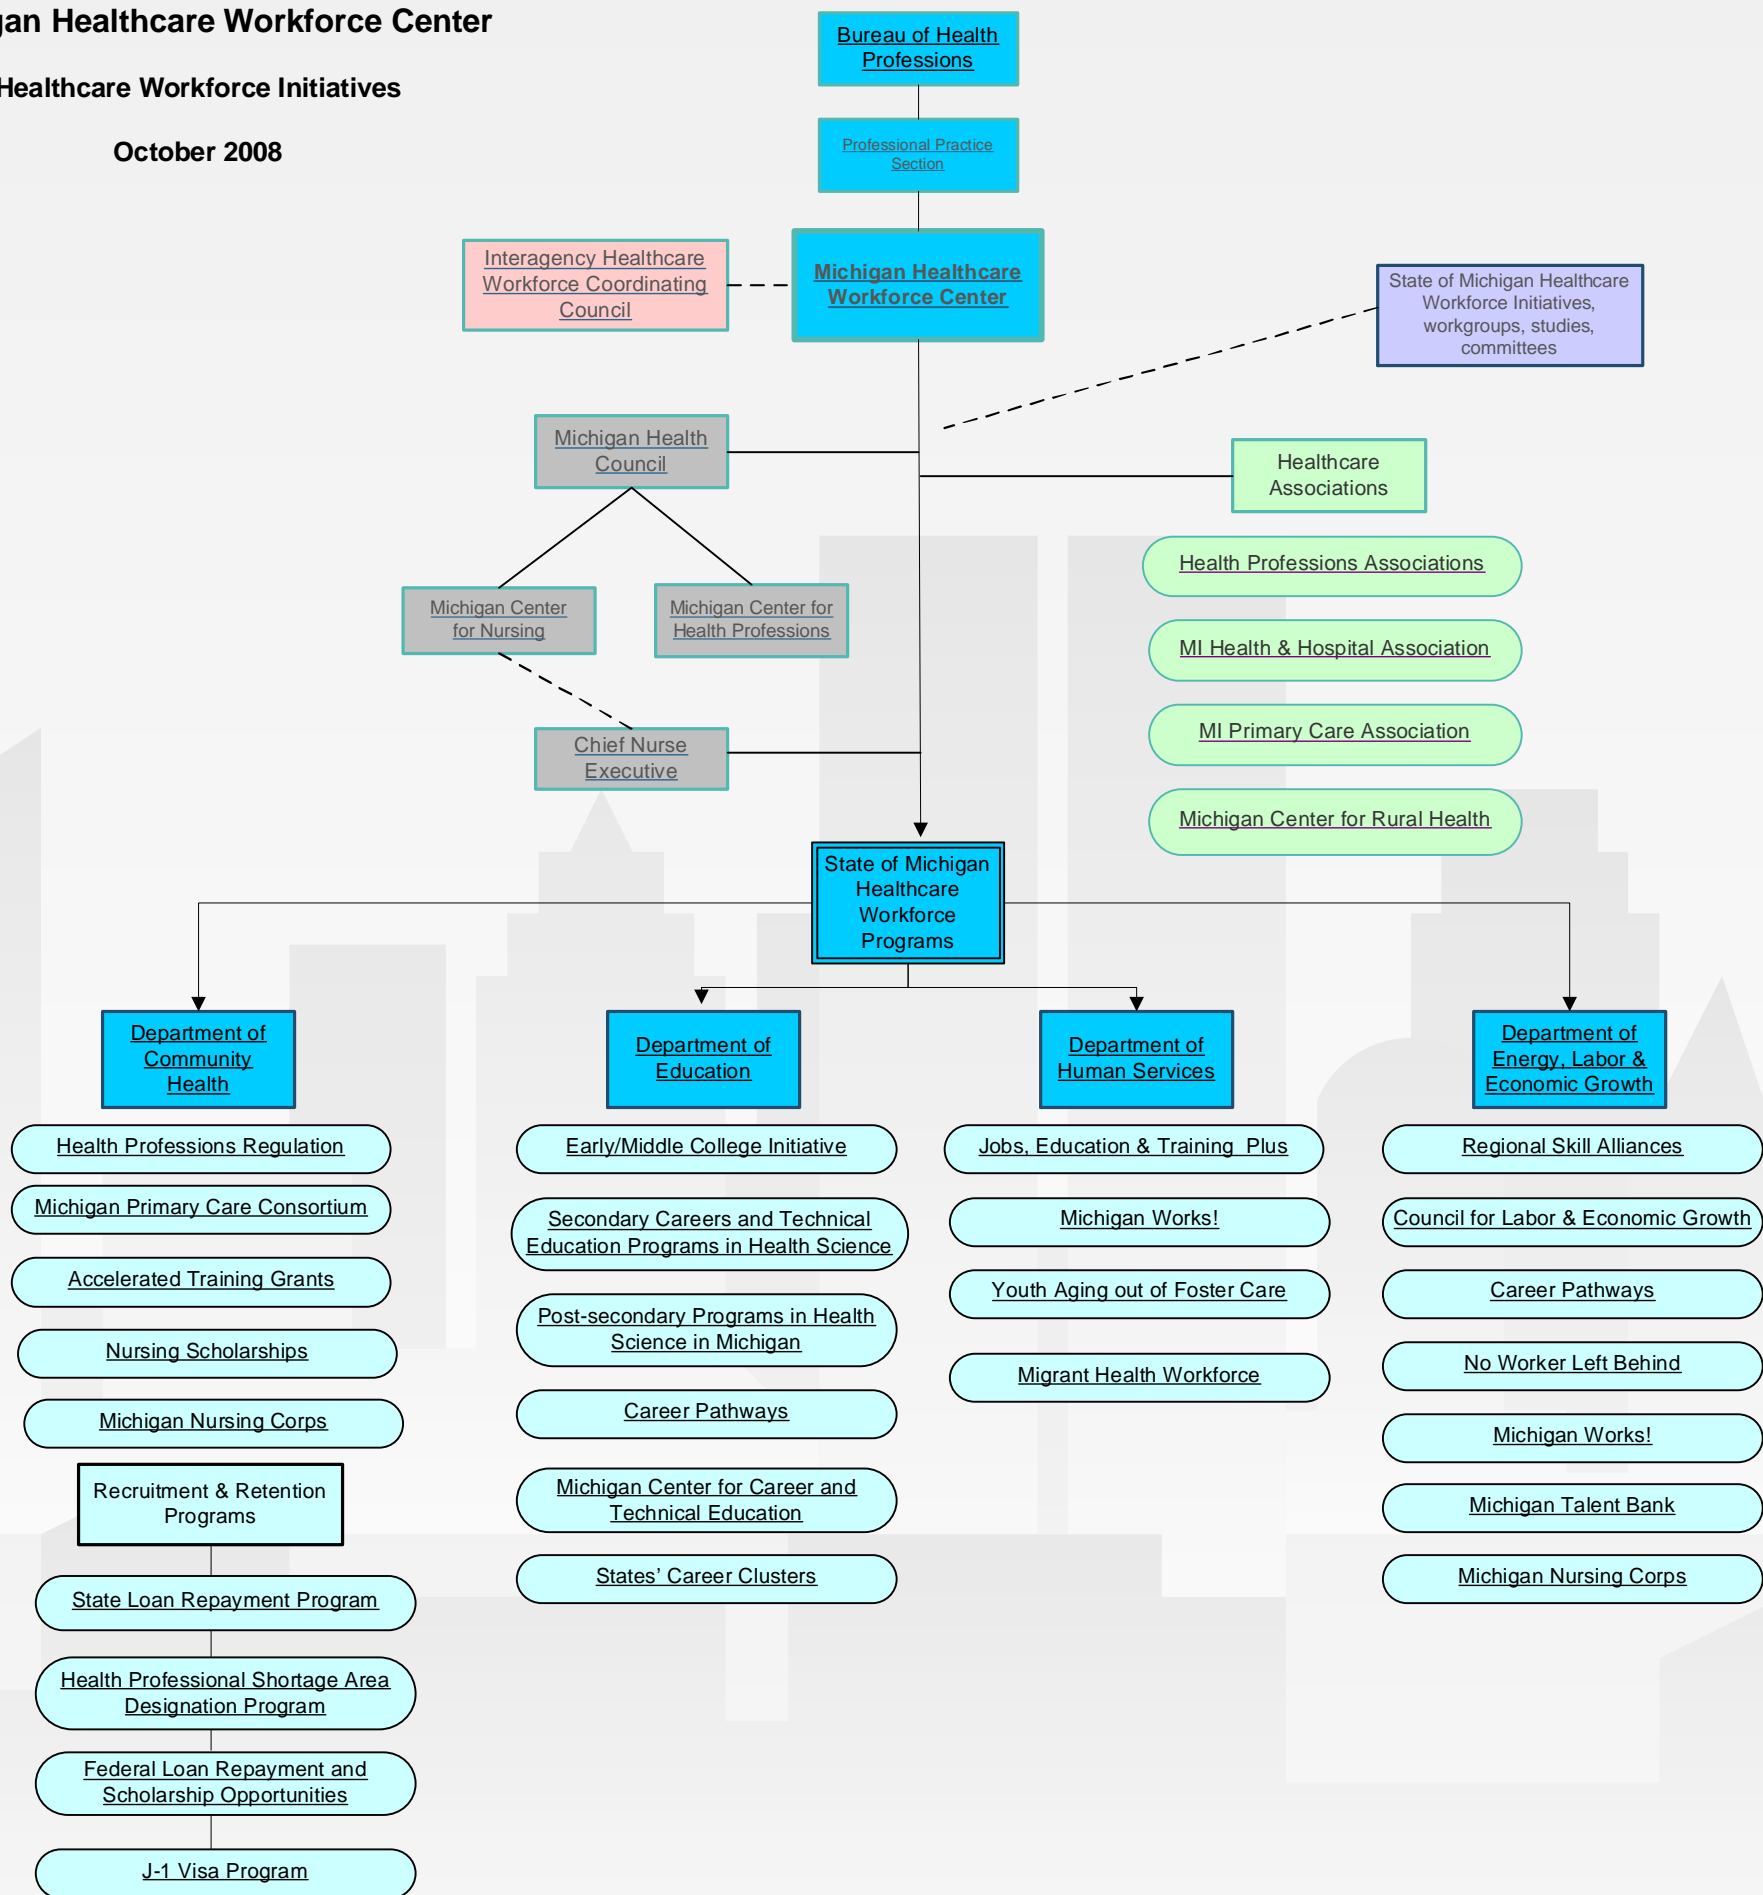 gan Healthcare Workforce Center
Healthcare Workforce Initiatives
October 2008
Bureau of Health
Professions
Professional Practice
Section
Michigan Healthcare
Workforce Center
Interagency Healthcare
Workforce Coordinating
Council
State of Michigan Healthcare
Workforce Initiatives,
workgroups, studies,
committees
Michigan Health
Council
Healthcare
Associations
Health Professions Associations
Michigan Center
for Nursing
Michigan Center for
Health Professions
MI Health & Hospital Association
MI Primary Care Association
Chief Nurse
Executive
Michigan Center for Rural Health
State of Michigan
Healthcare
Workforce
Programs
Department of
Community
Health
Health Professions Regulation
Michigan Primary Care Consortium
Accelerated Training Grants
Nursing Scholarships
Michigan Nursing Corps
Recruitment & Retention
Programs
State Loan Repayment Program
Health Professional Shortage Area
Designation Program
Federal Loan Repayment and
Scholarship Opportunities
J-1 Visa Program
Department of
Education
Early/Middle College Initiative
Secondary Careers and Technical
Education Programs in Health Science
Post-secondary Programs in Health
Science in Michigan
Career Pathways
Michigan Center for Career and
Technical Education
States’ Career Clusters
Department of
Human Services
Jobs, Education & Training  Plus
Michigan Works!
Youth Aging out of Foster Care
Migrant Health Workforce
Department of
Energy, Labor &
Economic Growth
Regional Skill Alliances
Council for Labor & Economic Growth
Career Pathways
No Worker Left Behind
Michigan Works!
Michigan Talent Bank
Michigan Nursing Corps